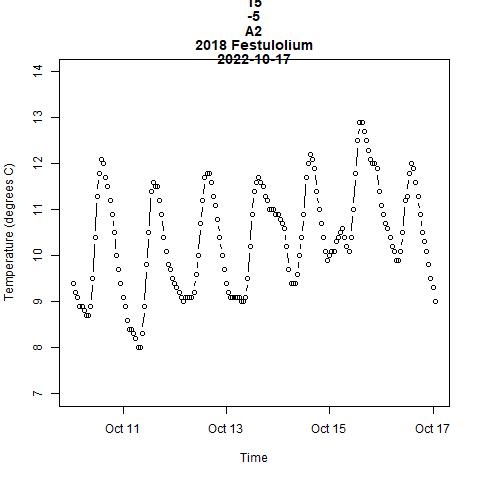 15
-5
A2
2018 Festulolium
2022-10-17
Temperature (degrees C)
14
13
12
11
10
9
8
7
Oct 11
Oct 13
Oct 15
Oct 17
Time